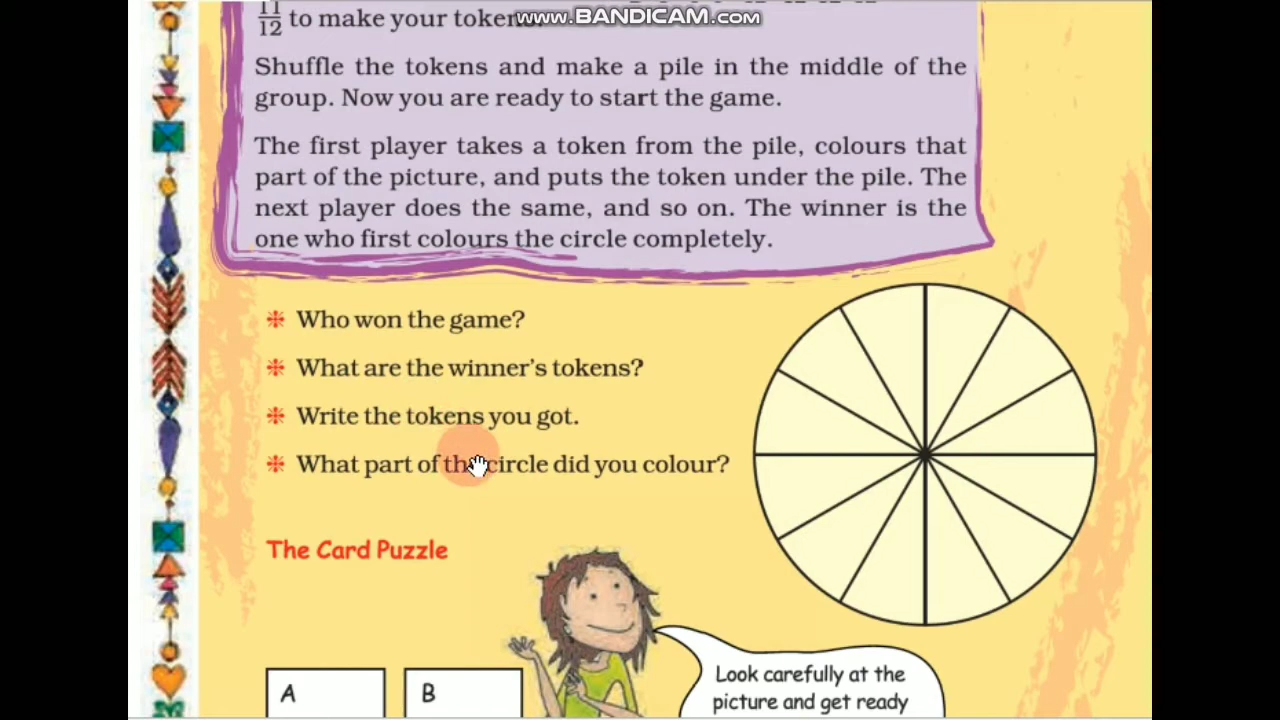 www.BANDICAM.com
11/12 to make your tokens.
Shuffle the tokens and make a pile in the middle of the
group. Now you are ready to start the game.
The first player takes a token from the pile, colours that
part of the picture, and puts the token under the pile. The
next player does the same, and so on. The winner is the
one who first colours the circle completely.
❉ Who won the game?
❉ What are the winner's tokens?
❉ Write the tokens you got.
❉ What part of the circle did you colour?
The Card Puzzle
A
B
Look carefully at the
picture and get ready